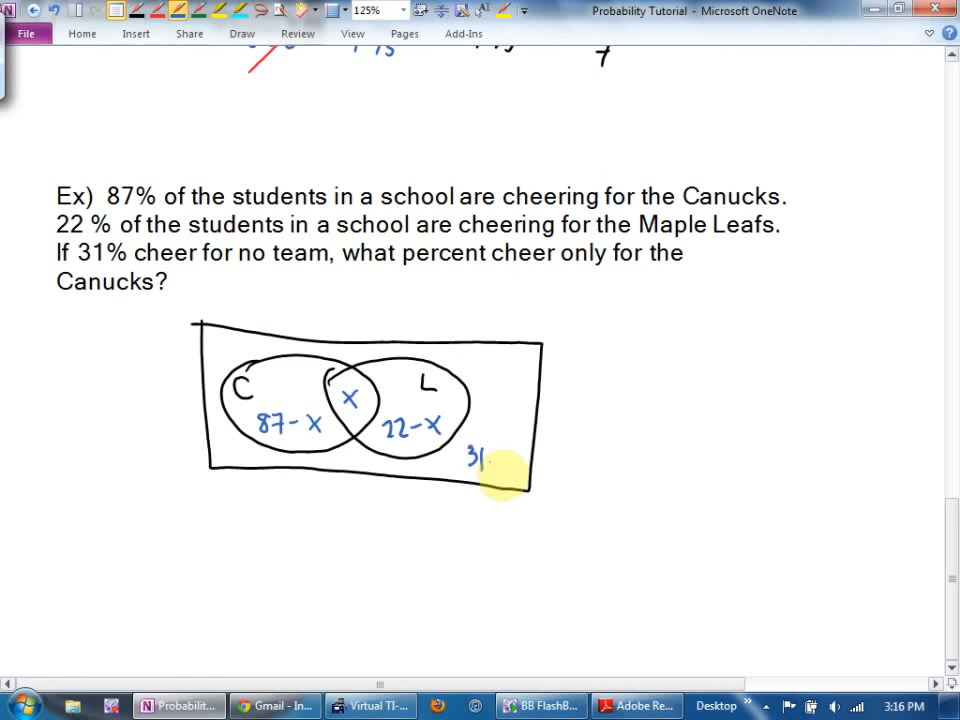 125%
Probability Tutorial - Microsoft OneNote
File Home Insert Share Draw Review View Pages Add-Ins
7
Ex) 87% of the students in a school are cheering for the Canucks.
22 % of the students in a school are cheering for the Maple Leafs.
If 31% cheer for no team, what percent cheer only for the
Canucks?
C L
x
87 - x 22 - x
31
Probabilit... Gmail - In... Virtual TI-... BB FlashB... Adobe Re... Desktop 3:16 PM